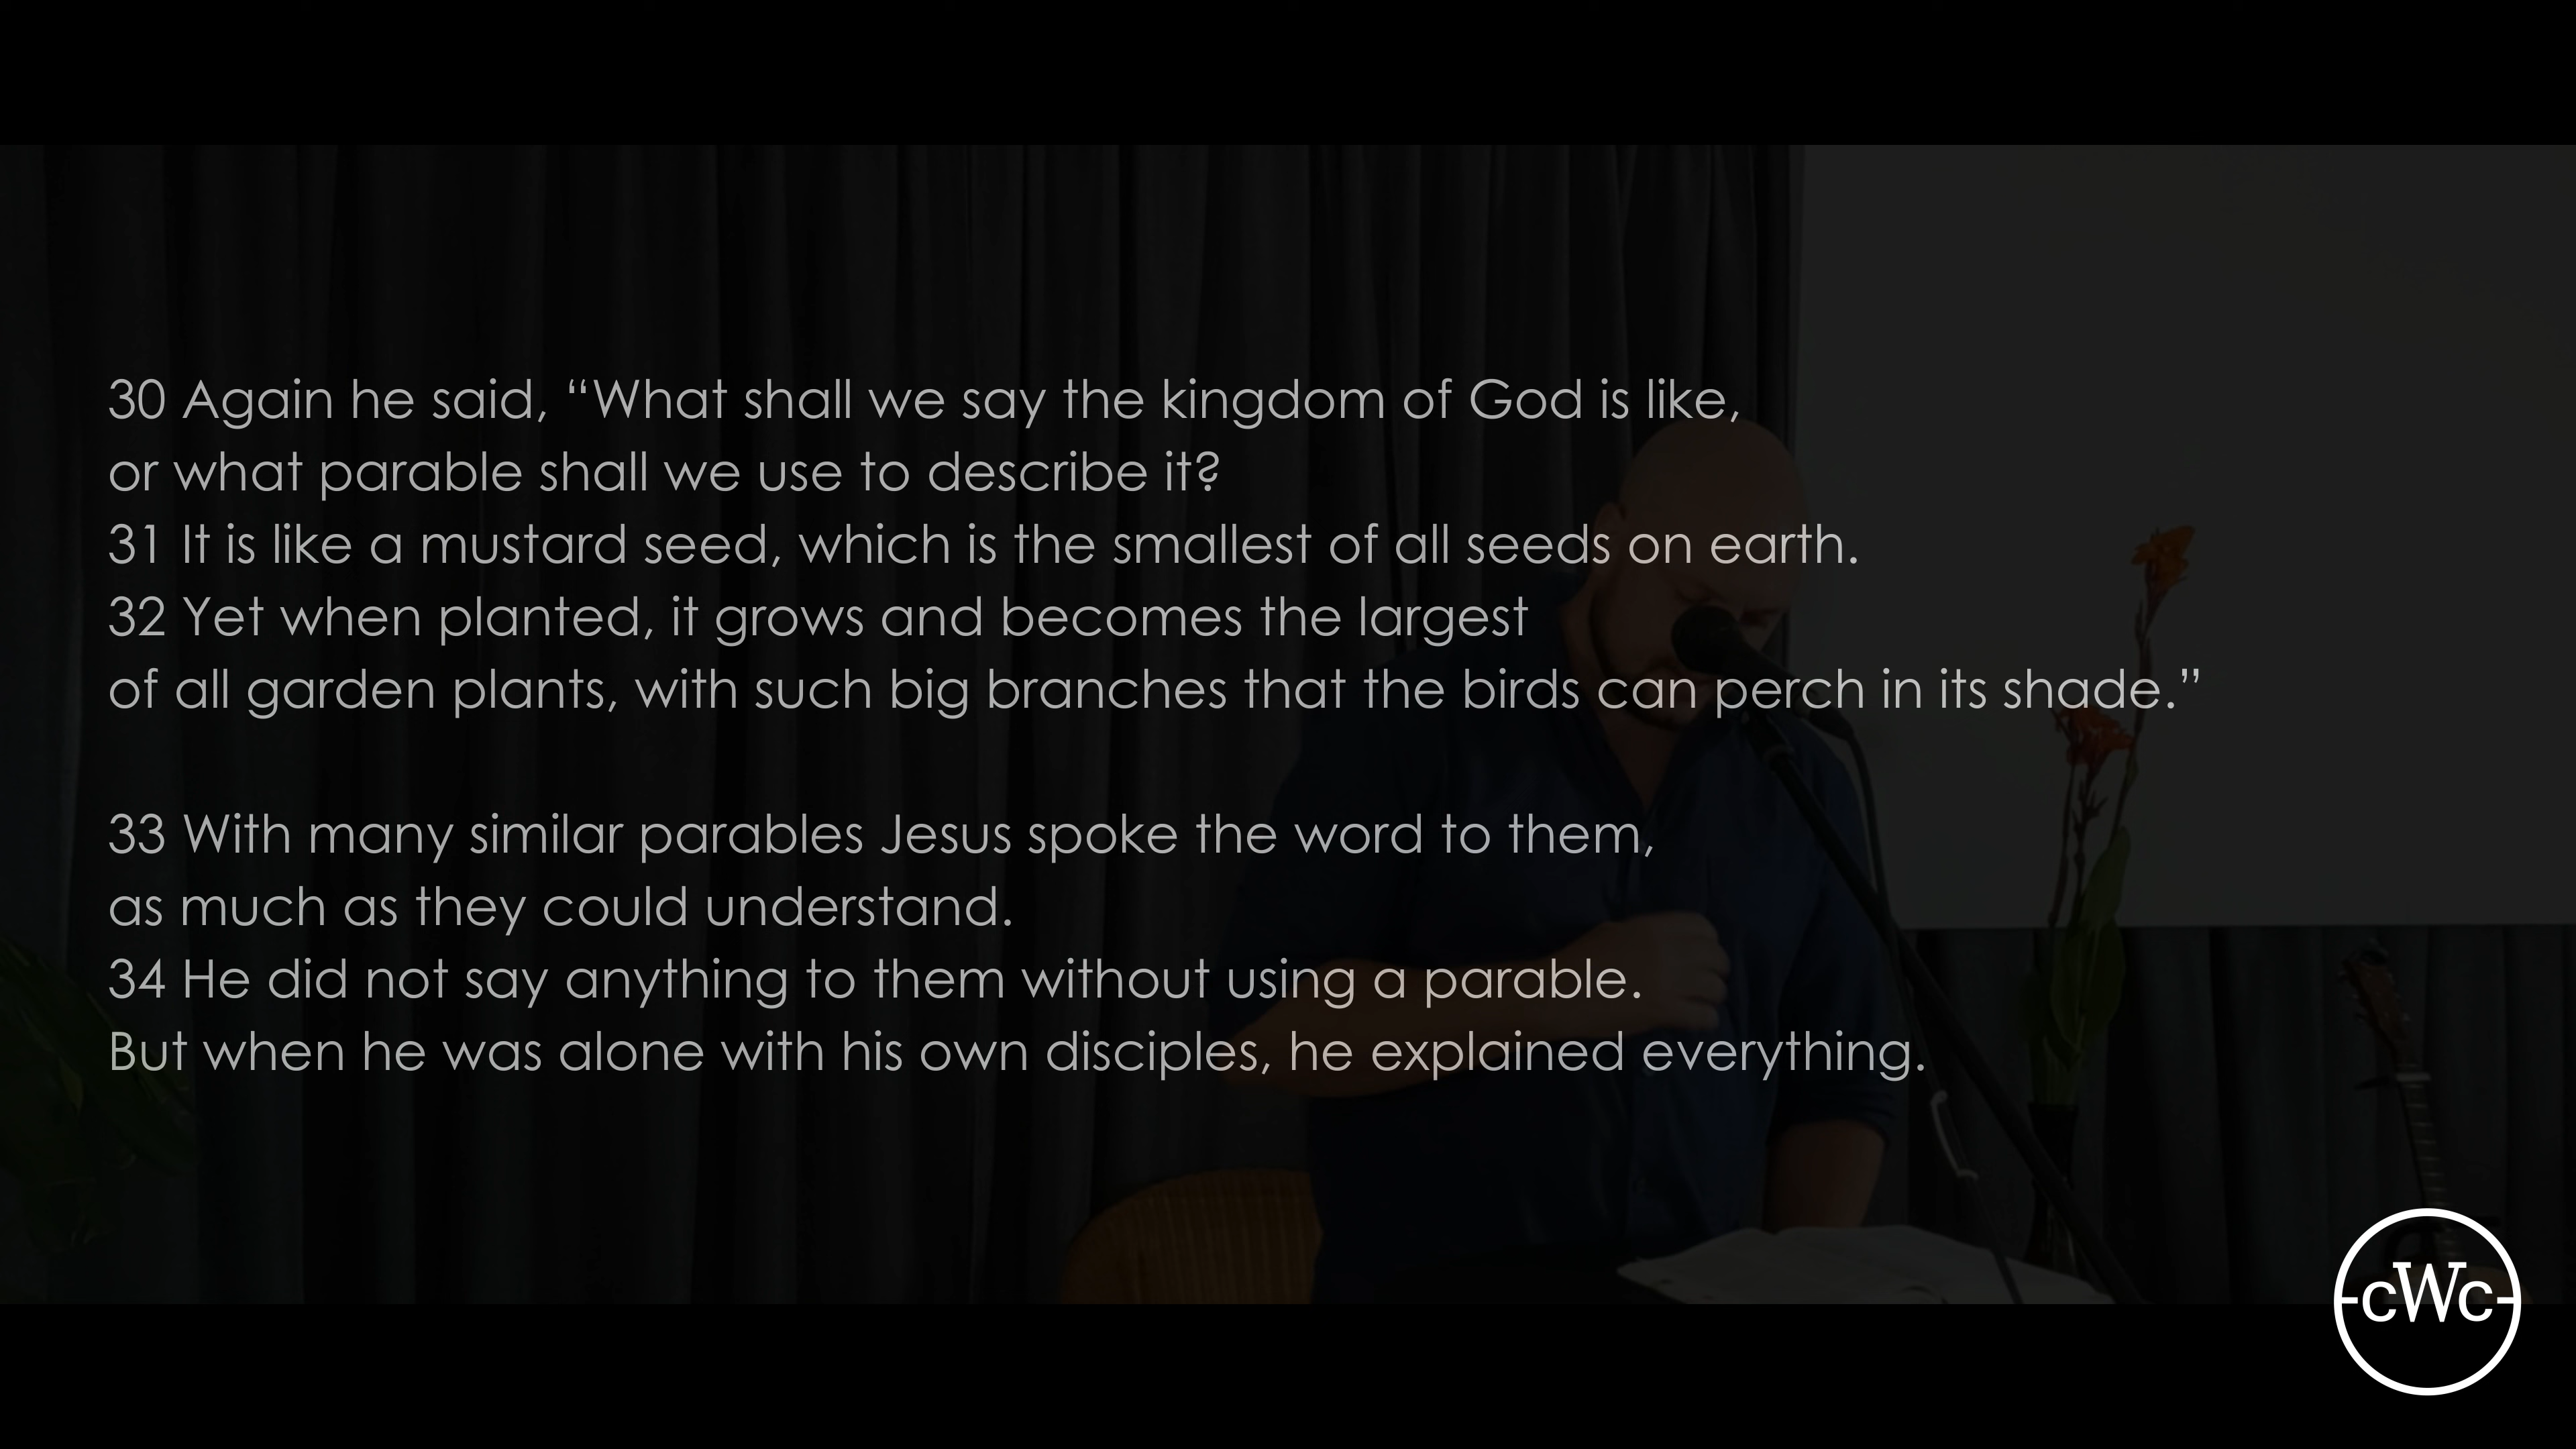 30 Again he said, “What shall we say the kingdom of God is like,
or what parable shall we use to describe it?
31 It is like a mustard seed, which is the smallest of all seeds on earth.
32 Yet when planted, it grows and becomes the largest
of all garden plants, with such big branches that the birds can perch in its shade.”
33 With many similar parables Jesus spoke the word to them,
as much as they could understand.
34 He did not say anything to them without using a parable.
But when he was alone with his own disciples, he explained everything.
cWc